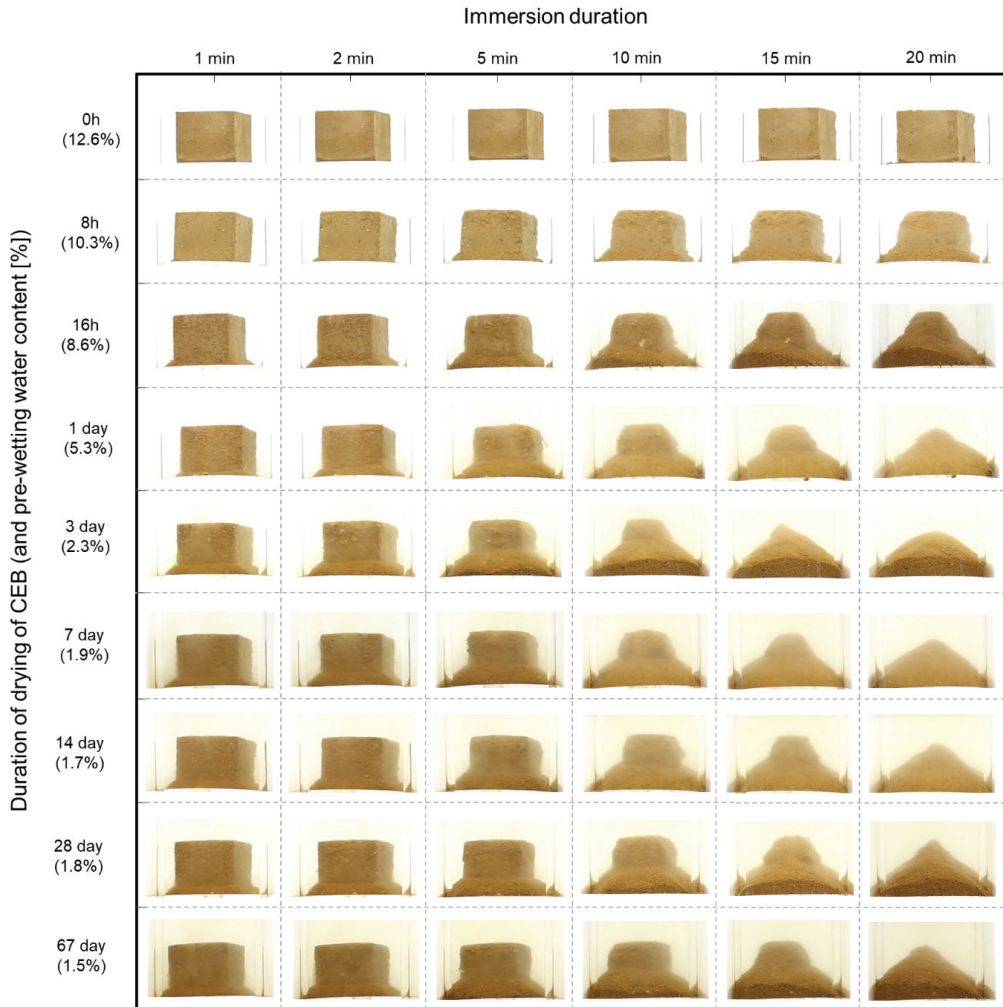 Immersion duration
1 min
2 min
5 min
10 min
15 min
20 min
Duration of drying of CEB (and pre-wetting water content [%])
0h
(12.6%)
8h
(10.3%)
16h
(8.6%)
1 day
(5.3%)
3 day
(2.3%)
7 day
(1.9%)
14 day
(1.7%)
28 day
(1.8%)
67 day
(1.5%)